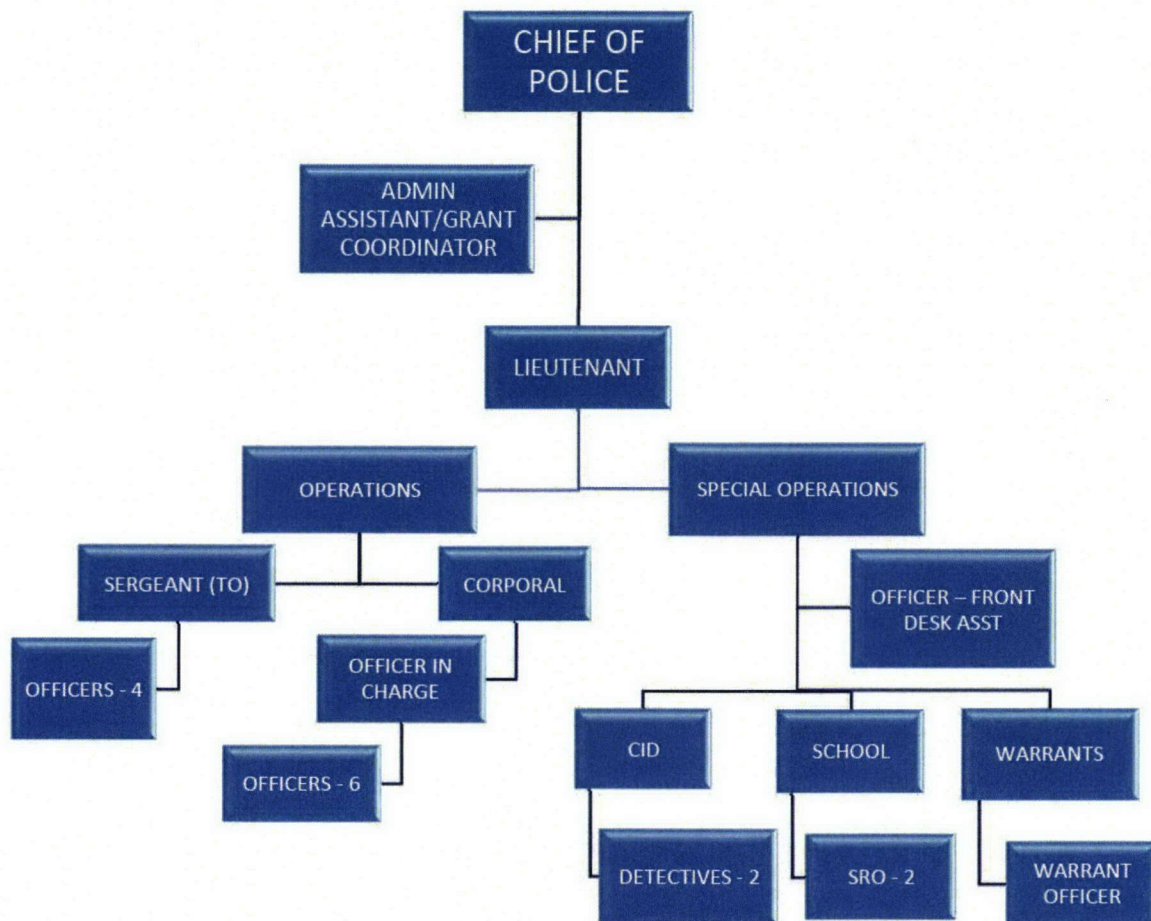 CHIEF OF
POLICE
ADMIN
ASSISTANT/GRANT
COORDINATOR
LIEUTENANT
OPERATIONS
SPECIAL OPERATIONS
SERGEANT (TO)
CORPORAL
OFFICER – FRONT
DESK ASST
OFFICERS - 4
OFFICER IN
CHARGE
OFFICERS - 6
CID
SCHOOL
WARRANTS
DETECTIVES - 2
SRO - 2
WARRANT
OFFICER